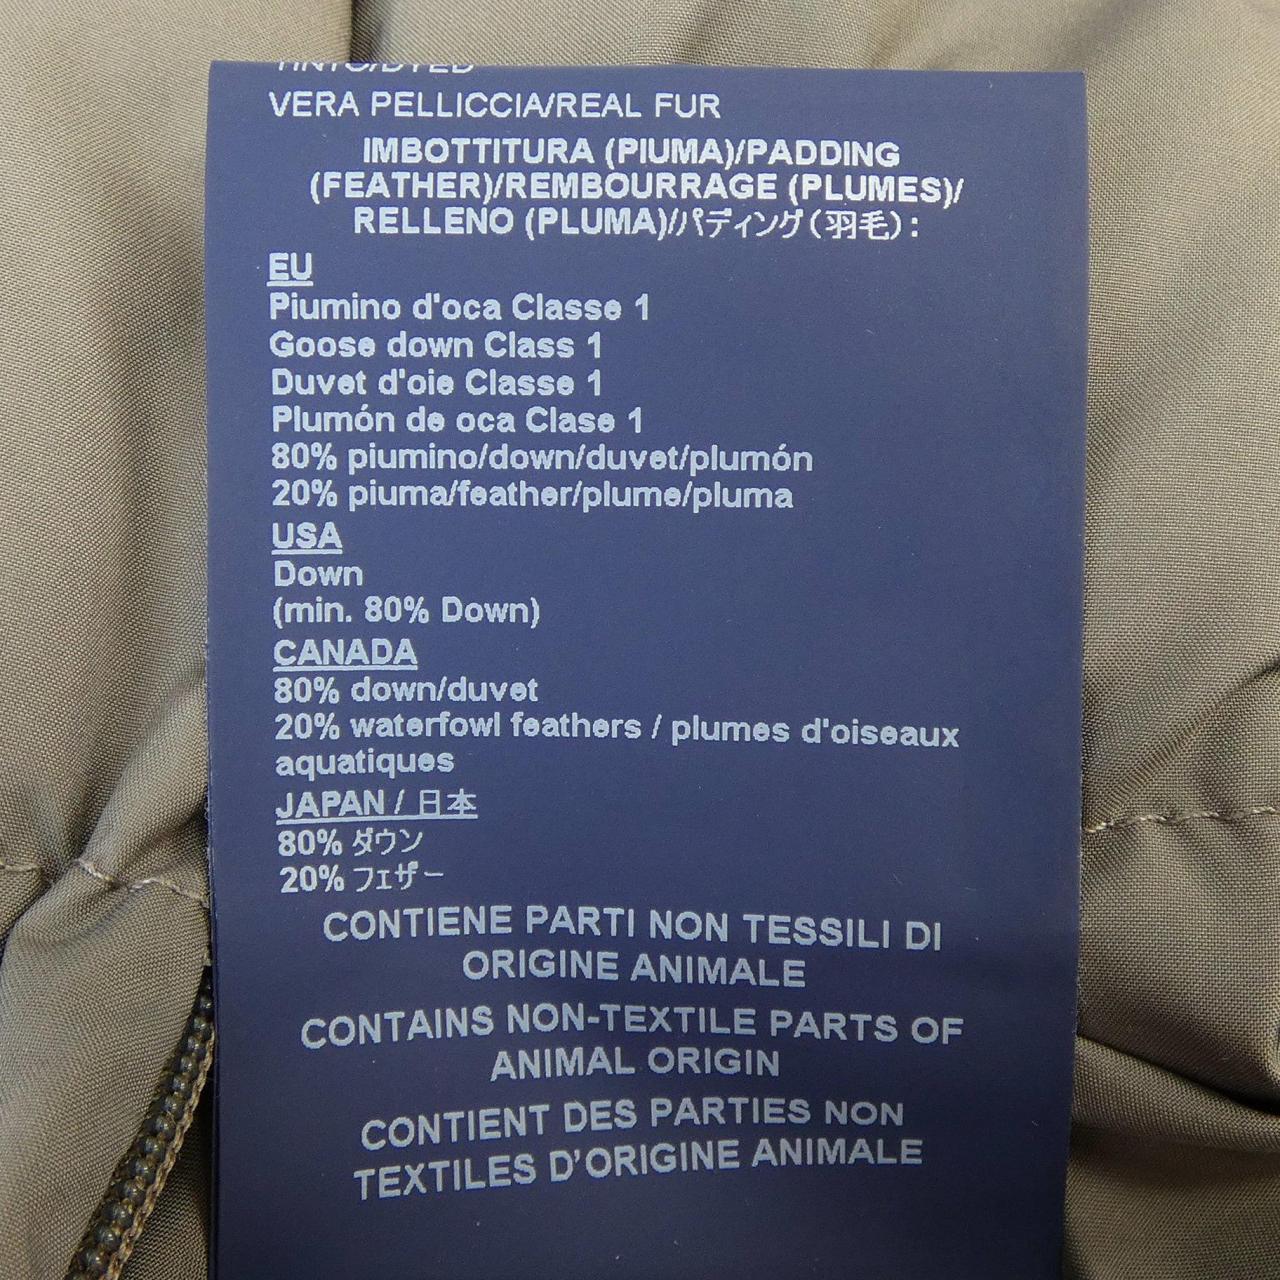 TINTO/DYED
VERA PELLICCIA/REAL FUR
IMBOTTITURA (PIUMA)/PADDING
(FEATHER)/REMBOURRAGE (PLUMES)/
RELLENO (PLUMA)/パディング(羽毛):
EU
Piumino d'oca Classe 1
Goose down Class 1
Duvet d'oie Classe 1
Plumón de oca Clase 1
80% piumino/down/duvet/plumón
20% piuma/feather/plume/pluma
USA
Down
(min. 80% Down)
CANADA
80% down/duvet
20% waterfowl feathers / plumes d'oiseaux
aquatiques
JAPAN / 日本
80% ダウン
20% フェザー
CONTIENE PARTI NON TESSILI DI
ORIGINE ANIMALE
CONTAINS NON-TEXTILE PARTS OF
ANIMAL ORIGIN
CONTIENT DES PARTIES NON
TEXTILES D'ORIGINE ANIMALE